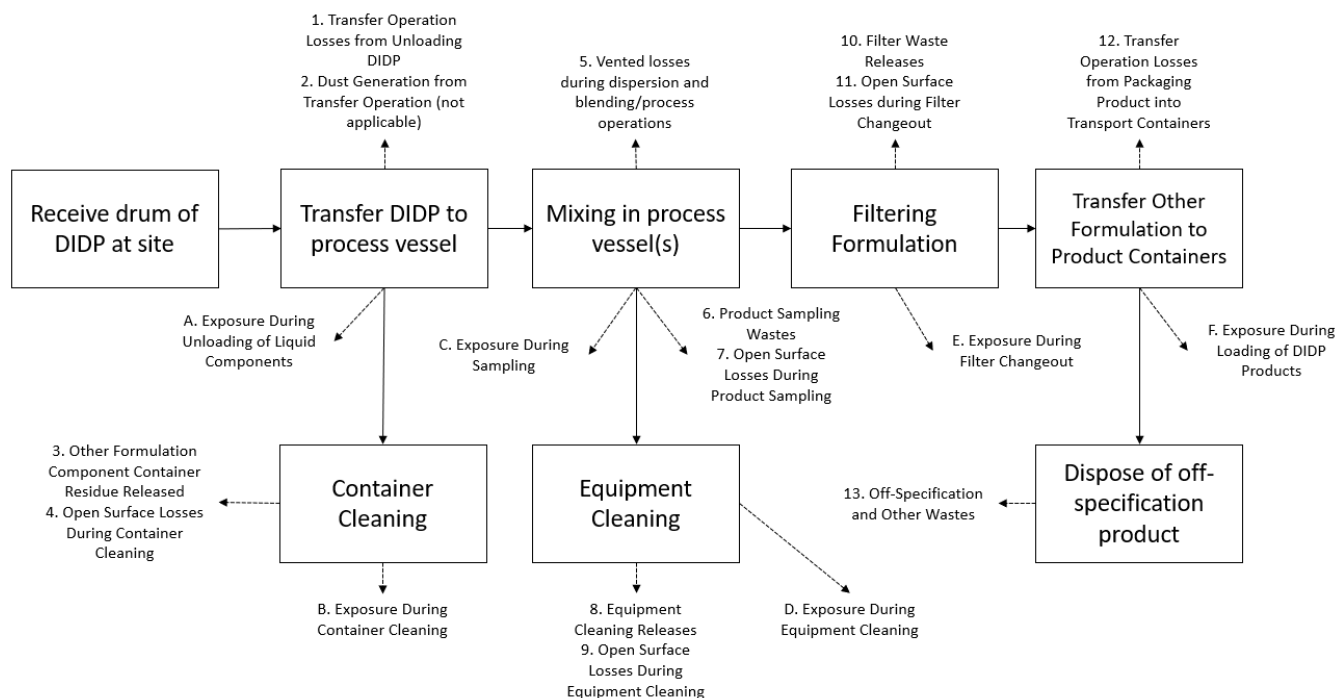 1. Transfer Operation
Losses from Unloading
DIDP
2. Dust Generation from
Transfer Operation (not
applicable)
5. Vented losses
during dispersion and
blending/process
operations
10. Filter Waste
Releases
11. Open Surface
Losses during Filter
Changeout
12. Transfer
Operation Losses
from Packaging
Product into
Transport Containers
Receive drum of
DIDP at site
Transfer DIDP to
process vessel
Mixing in process
vessel(s)
Filtering
Formulation
Transfer Other
Formulation to
Product Containers
A. Exposure During
Unloading of Liquid
Components
C. Exposure During
Sampling
6. Product Sampling
Wastes
7. Open Surface
Losses During
Product Sampling
E. Exposure During
Filter Changeout
F. Exposure During
Loading of DIDP
Products
3. Other Formulation
Component Container
Residue Released
4. Open Surface Losses
During Container
Cleaning
Container
Cleaning
Equipment
Cleaning
13. Off-Specification
and Other Wastes
Dispose of off-
specification
product
B. Exposure During
Container Cleaning
8. Equipment
Cleaning Releases
9. Open Surface
Losses During
Equipment Cleaning
D. Exposure During
Equipment Cleaning